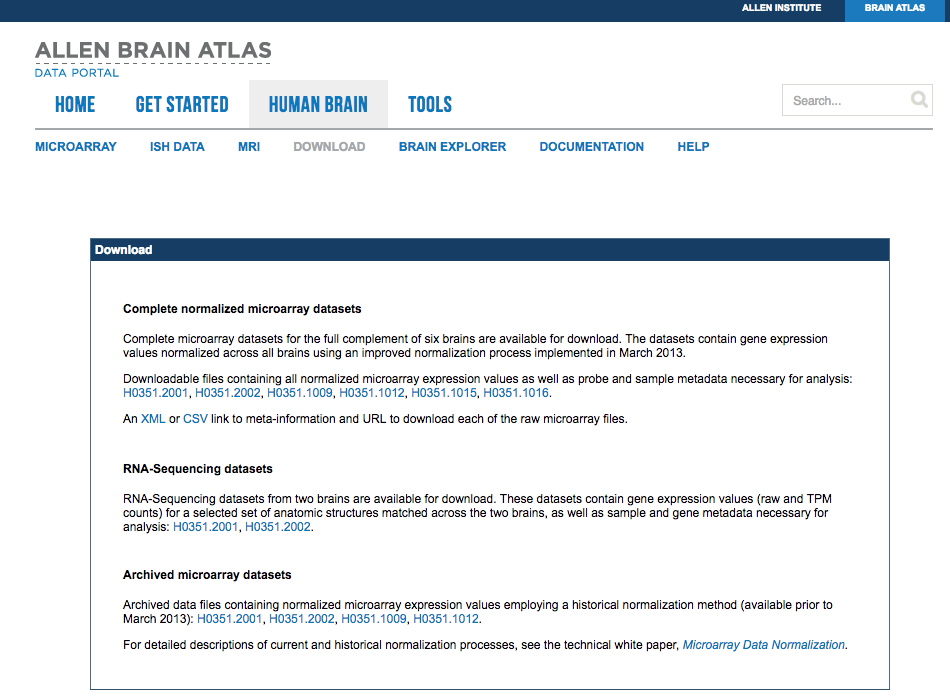 ALLEN INSTITUTE BRAIN ATLAS
ALLEN BRAIN ATLAS
DATA PORTAL
HOME GET STARTED HUMAN BRAIN TOOLS Search...
MICROARRAY ISH DATA MRI DOWNLOAD BRAIN EXPLORER DOCUMENTATION HELP
Download
Complete normalized microarray datasets
Complete microarray datasets for the full complement of six brains are available for download. The datasets contain gene expression
values normalized across all brains using an improved normalization process implemented in March 2013.
Downloadable files containing all normalized microarray expression values as well as probe and sample metadata necessary for analysis:
H0351.2001, H0351.2002, H0351.1009, H0351.1012, H0351.1015, H0351.1016.
An XML or CSV link to meta-information and URL to download each of the raw microarray files.
RNA-Sequencing datasets
RNA-Sequencing datasets from two brains are available for download. These datasets contain gene expression values (raw and TPM
counts) for a selected set of anatomic structures matched across the two brains, as well as sample and gene metadata necessary for
analysis: H0351.2001, H0351.2002.
Archived microarray datasets
Archived data files containing normalized microarray expression values employing a historical normalization method (available prior to
March 2013): H0351.2001, H0351.2002, H0351.1009, H0351.1012.
For detailed descriptions of current and historical normalization processes, see the technical white paper, Microarray Data Normalization.